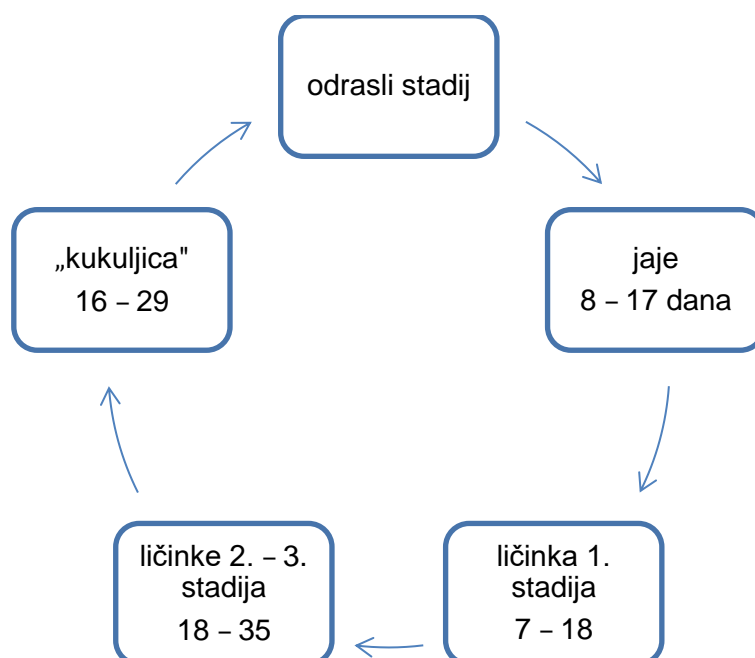 odrasli stadij
jaje
8 – 17 dana
ličinka 1.
stadija
7 – 18
ličinke 2. – 3.
stadija
18 – 35
„kukuljica"
16 – 29